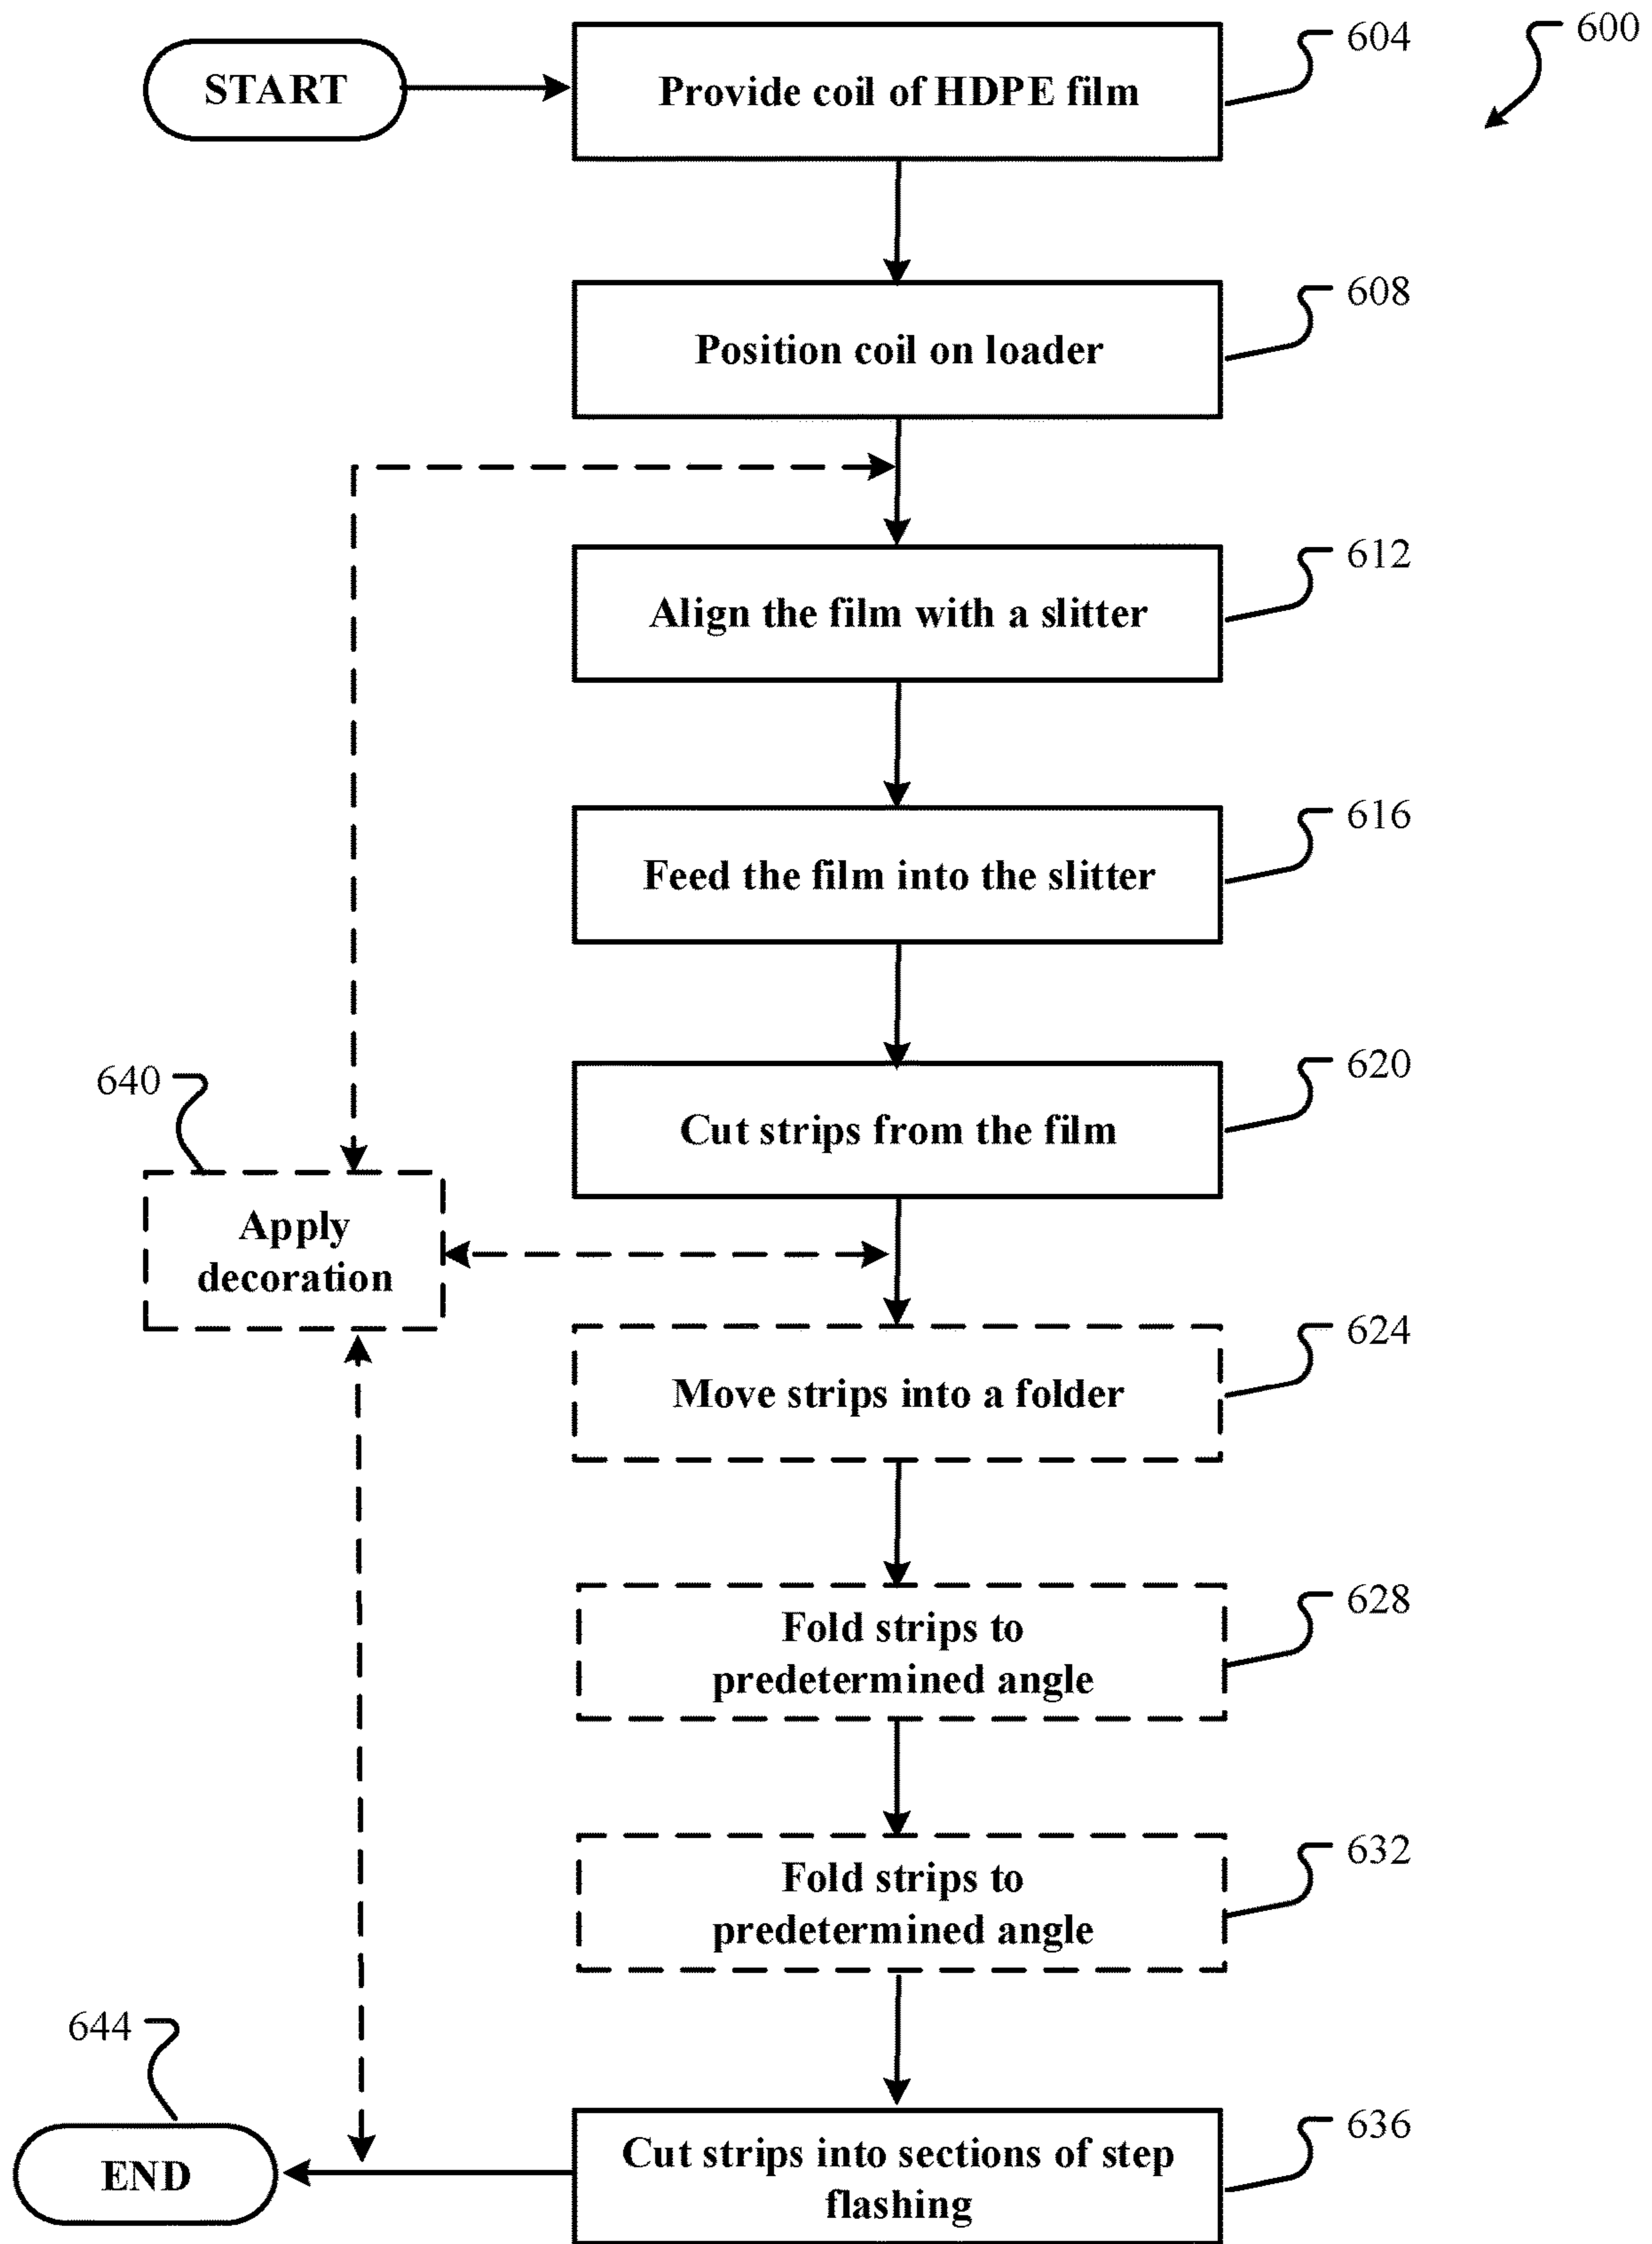 600
START
Provide coil of HDPE film
604
Position coil on loader
608
Align the film with a slitter
612
Feed the film into the slitter
616
Cut strips from the film
620
640
Apply
decoration
Move strips into a folder
624
Fold strips to
predetermined angle
628
Fold strips to
predetermined angle
632
Cut strips into sections of step
flashing
636
644
END